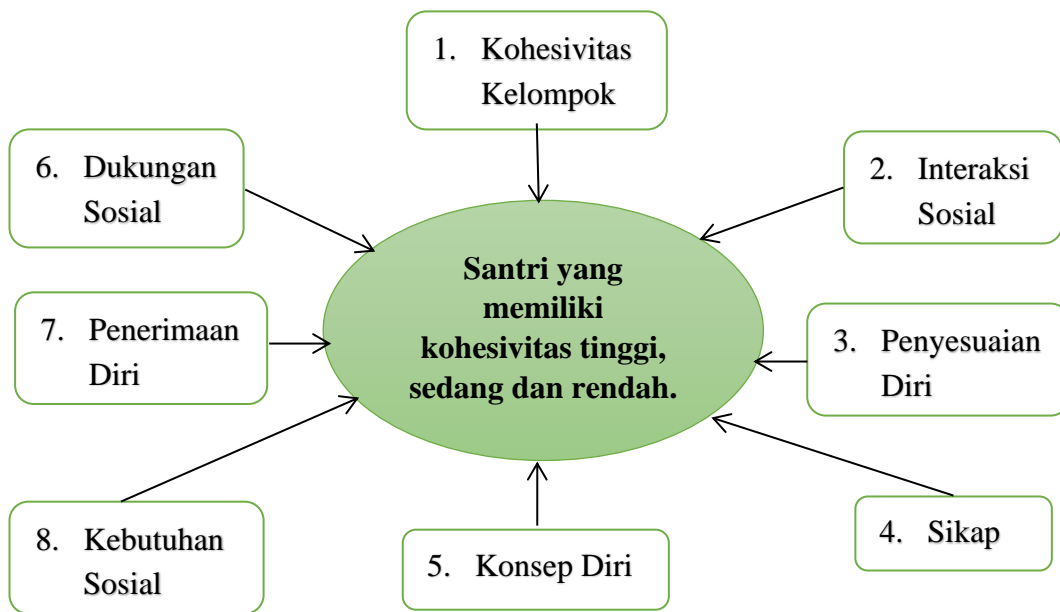 1. Kohesivitas
Kelompok
2. Interaksi
Sosial
3. Penyesuaian
Diri
4. Sikap
5. Konsep Diri
6. Dukungan
Sosial
7. Penerimaan
Diri
8. Kebutuhan
Sosial
Santri yang
memiliki
kohesivitas tinggi,
sedang dan rendah.